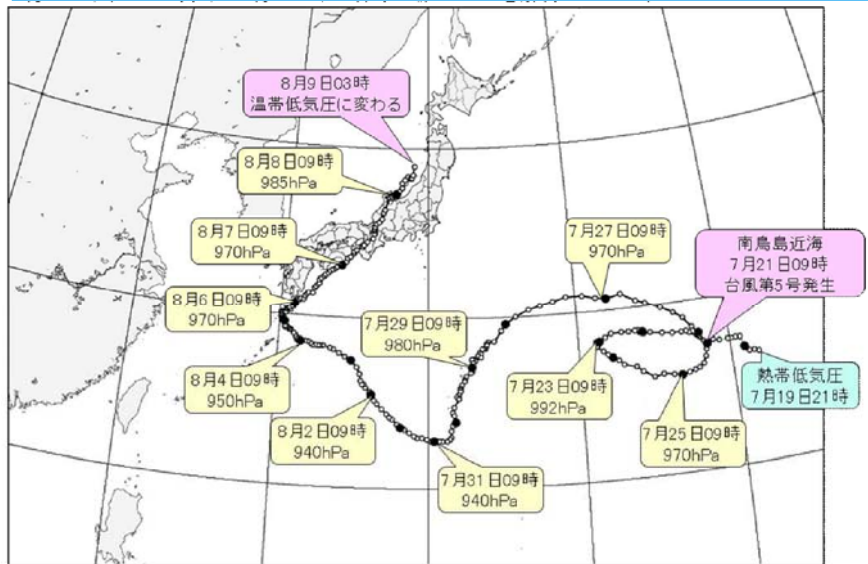 8月9日03時
温帯低気圧に変わる
8月8日09時
985hPa
8月7日09時
970hPa
8月6日09時
970hPa
8月4日09時
950hPa
8月2日09時
940hPa
7月31日09時
940hPa
7月29日09時
980hPa
7月27日09時
970hPa
7月23日09時
992hPa
7月25日09時
970hPa
南鳥島近海
7月21日09時
台風第5号発生
熱帯低気圧
7月19日21時